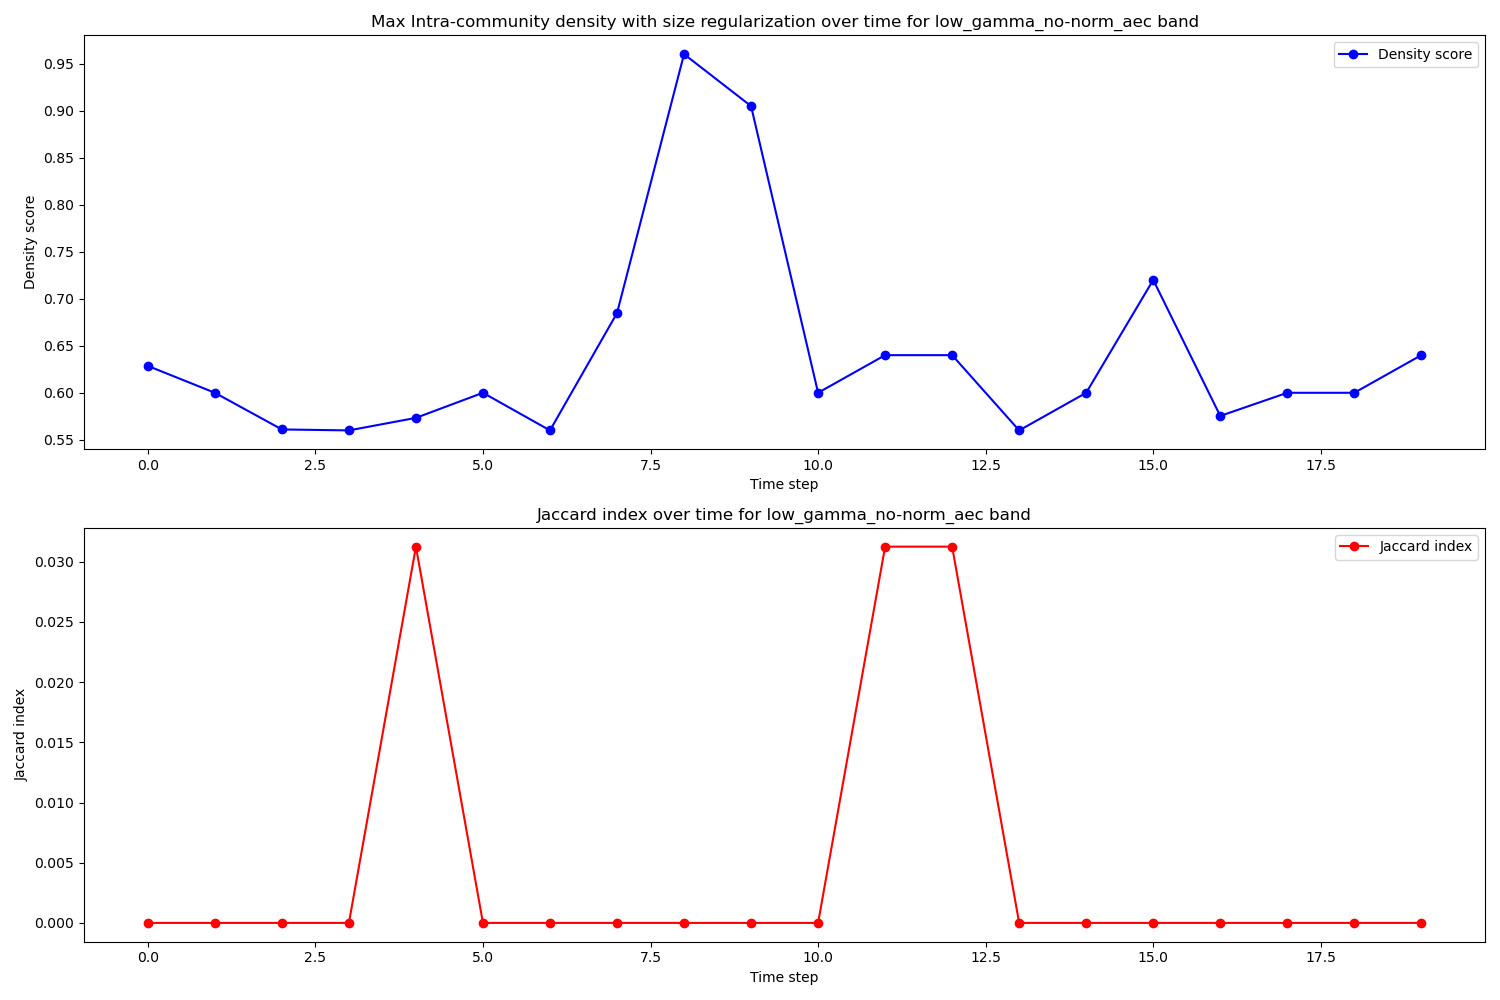 Max Intra-community density with size regularization over time for low_gamma_no-norm_aec band
Density score
0.95
0.90
0.85
0.80
0.75
0.70
0.65
0.60
0.55
Density score
0.0 2.5 5.0 7.5 10.0 12.5 15.0 17.5
Time step
Jaccard index over time for low_gamma_no-norm_aec band
Jaccard index
0.030
0.025
0.020
0.015
0.010
0.005
0.000
Jaccard index
0.0 2.5 5.0 7.5 10.0 12.5 15.0 17.5
Time step